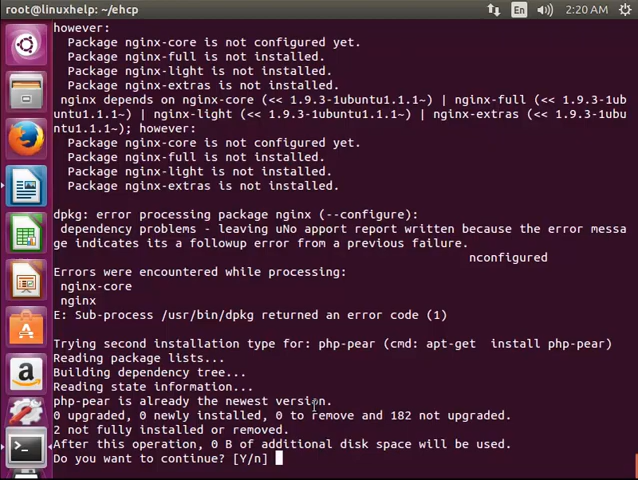 root@linuxhelp: ~/ehcp
En
2:20 AM
however:
Package nginx-core is not configured yet.
Package nginx-full is not installed.
Package nginx-light is not installed.
Package nginx-extras is not installed.
nginx depends on nginx-core (<< 1.9.3-1ubuntu1.1.1~) | nginx-full (<< 1.9.3-1ub
untu1.1.1~) | nginx-light (<< 1.9.3-1ubuntu1.1.1~) | nginx-extras (<< 1.9.3-1ubu
ntu1.1.1~); however:
Package nginx-core is not configured yet.
Package nginx-full is not installed.
Package nginx-light is not installed.
Package nginx-extras is not installed.
dpkg: error processing package nginx (--configure):
dependency problems - leaving uNo apport report written because the error messa
ge indicates its a followup error from a previous failure.
nconfigured
Errors were encountered while processing:
nginx-core
nginx
E: Sub-process /usr/bin/dpkg returned an error code (1)
Trying second installation type for: php-pear (cmd: apt-get  install php-pear)
Reading package lists...
Building dependency tree...
Reading state information...
php-pear is already the newest version.
0 upgraded, 0 newly installed, 0 to remove and 182 not upgraded.
2 not fully installed or removed.
After this operation, 0 B of additional disk space will be used.
Do you want to continue? [Y/n]